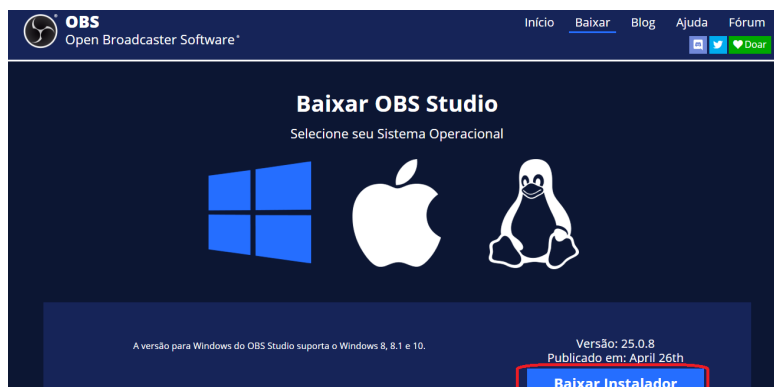 OBS
Open Broadcaster Software*
Início Baixar Blog Ajuda Fórum
Doar
Baixar OBS Studio
Selecione seu Sistema Operacional
A versão para Windows do OBS Studio suporta o Windows 8, 8.1 e 10.
Versão: 25.0.8
Publicado em: April 26th
Baixar Instalador